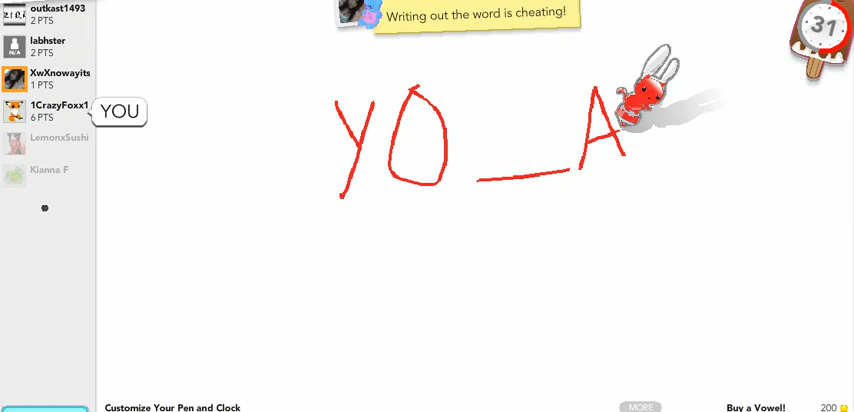 outkast1493
2 PTS
Writing out the word is cheating!
31
labhster
N/A
2 PTS
XwXnowayits
1 PTS
1CrazyFoxx1
6 PTS
YOU
YO _ A
LemonxSushi
Kianna F
Customize Your Pen and Clock
MORE
Buy a Vowel!
200